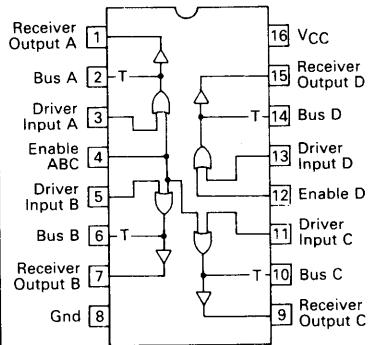 Receiver
Output A
1
Bus A
2
T
Driver
Input A
3
Enable
ABC
4
Driver
Input B
5
Bus B
6
T
Receiver
Output B
7
Gnd
8
16
VCC
15
Receiver
Output D
T
14
Bus D
13
Driver
Input D
12
Enable D
11
Driver
Input C
T
10
Bus C
9
Receiver
Output C